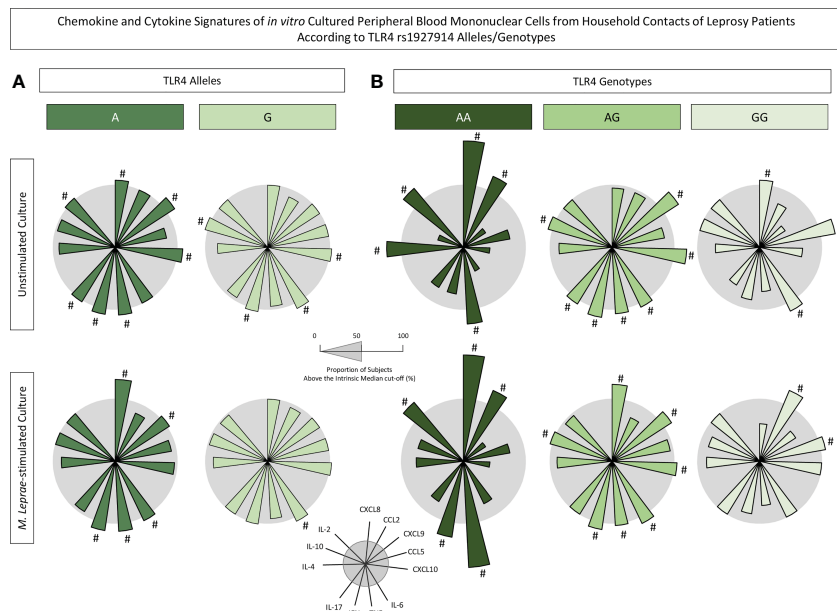 Chemokine and Cytokine Signatures of in vitro Cultured Peripheral Blood Mononuclear Cells from Household Contacts of Leprosy Patients
According to TLR4 rs1927914 Alleles/Genotypes
A
TLR4 Alleles
B
TLR4 Genotypes
A
G
AA
AG
GG
Unstimulated Culture
# # # # # # # #
# # # #
# # # # #
# # # # # # #
# #
0 50 100
Proportion of Subjects
Above the Intrinsic Median cut-off (%)
M. Leprae-stimulated Culture
# # # # #
#
# # # # #
# # # # # # # #
# #
CXCL8
CCL2
CXCL9
CCL5
CXCL10
IL-6
IL-17
IL-4
IL-10
IL-2